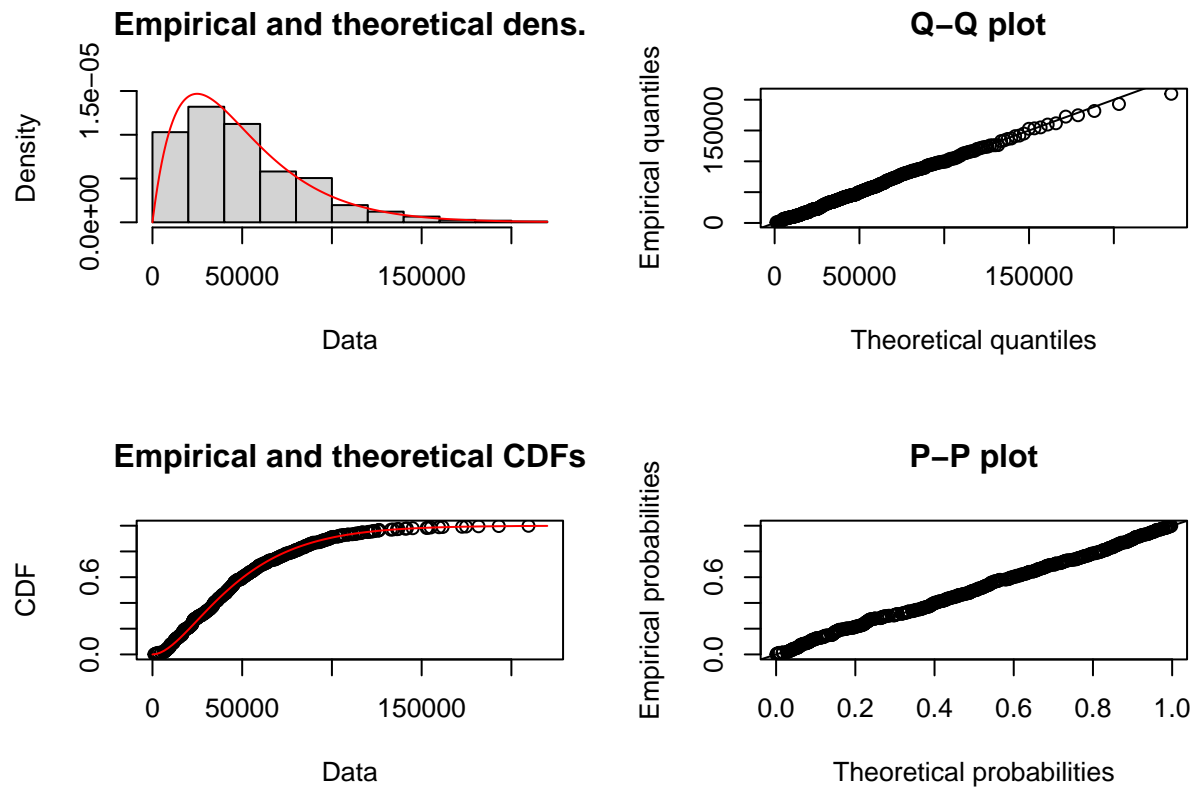 Empirical and theoretical dens.
Density
0.0e+00 1.5e−05
0 50000 150000
Data
Q−Q plot
Empirical quantiles
0 150000
0 50000 150000
Theoretical quantiles
Empirical and theoretical CDFs
CDF
0.0 0.6
0 50000 150000
Data
P−P plot
Empirical probabilities
0.0 0.6
0.0 0.2 0.4 0.6 0.8 1.0
Theoretical probabilities